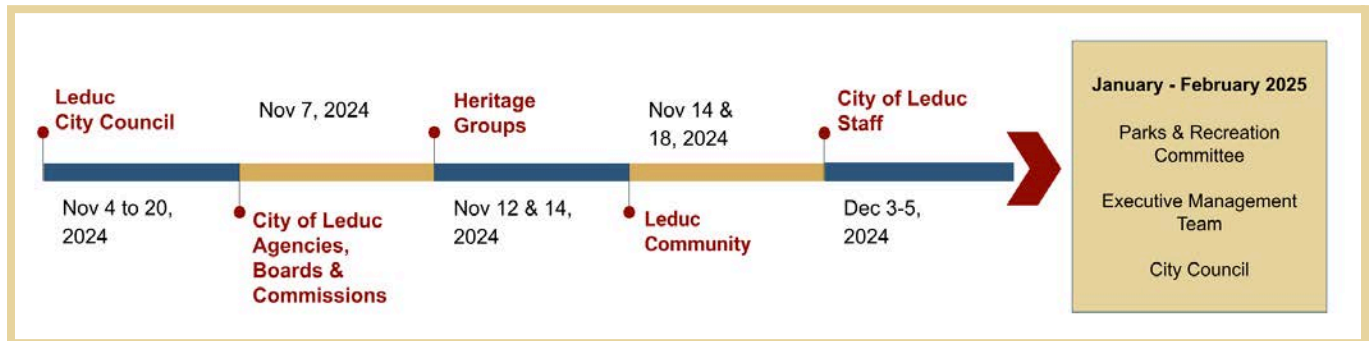 Leduc
City Council
Nov 4 to 20,
2024
Nov 7, 2024
City of Leduc
Agencies,
Boards &
Commissions
Heritage
Groups
Nov 12 & 14,
2024
Nov 14 &
18, 2024
Leduc
Community
City of Leduc
Staff
Dec 3-5,
2024
January - February 2025
Parks & Recreation
Committee
Executive Management
Team
City Council